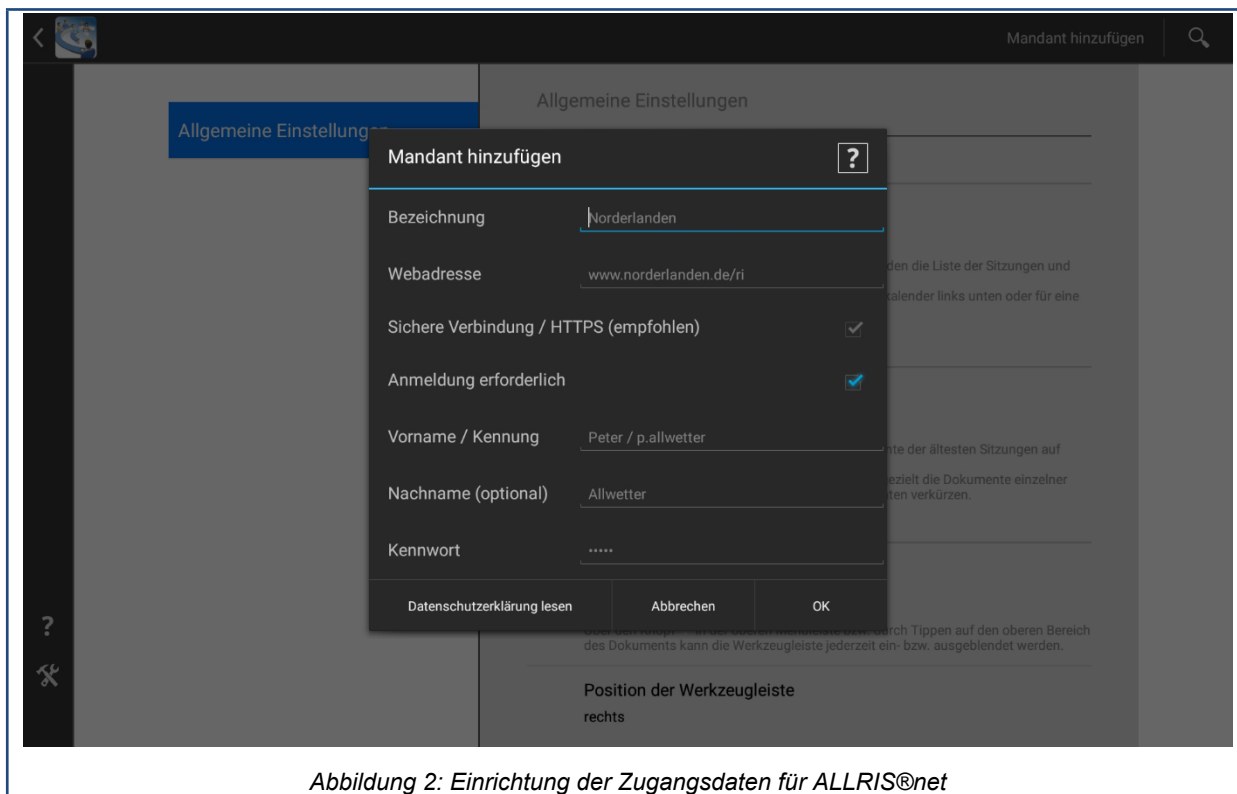 Mandant hinzufügen
Allgemeine Einstellungen
Allgemeine Einstellungen
Mandant hinzufügen
?
Bezeichnung
Norderlanden
Webadresse
www.norderlanden.de/ri
Sichere Verbindung / HTTPS (empfohlen)
Anmeldung erforderlich
Vorname / Kennung
Peter / p.allwetter
Nachname (optional)
Allwetter
Kennwort
·····
Datenschutzerklärung lesen
Abbrechen
OK
den die Liste der Sitzungen und
kalender links unten oder für eine
nte der ältesten Sitzungen auf
ezielt die Dokumente einzelner
iten verkürzen.
durch Tippen auf den oberen Bereich
des Dokuments kann die Werkzeugleiste jederzeit ein- bzw. ausgeblendet werden.
Position der Werkzeugleiste
rechts
?
Abbildung 2: Einrichtung der Zugangsdaten für ALLRIS®net